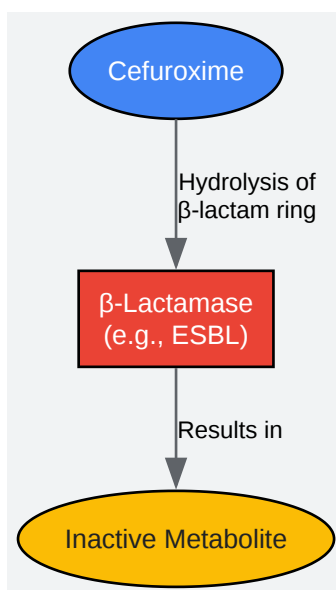 Cefuroxime
Hydrolysis of
β-lactam ring
β-Lactamase
(e.g., ESBL)
Results in
Inactive Metabolite